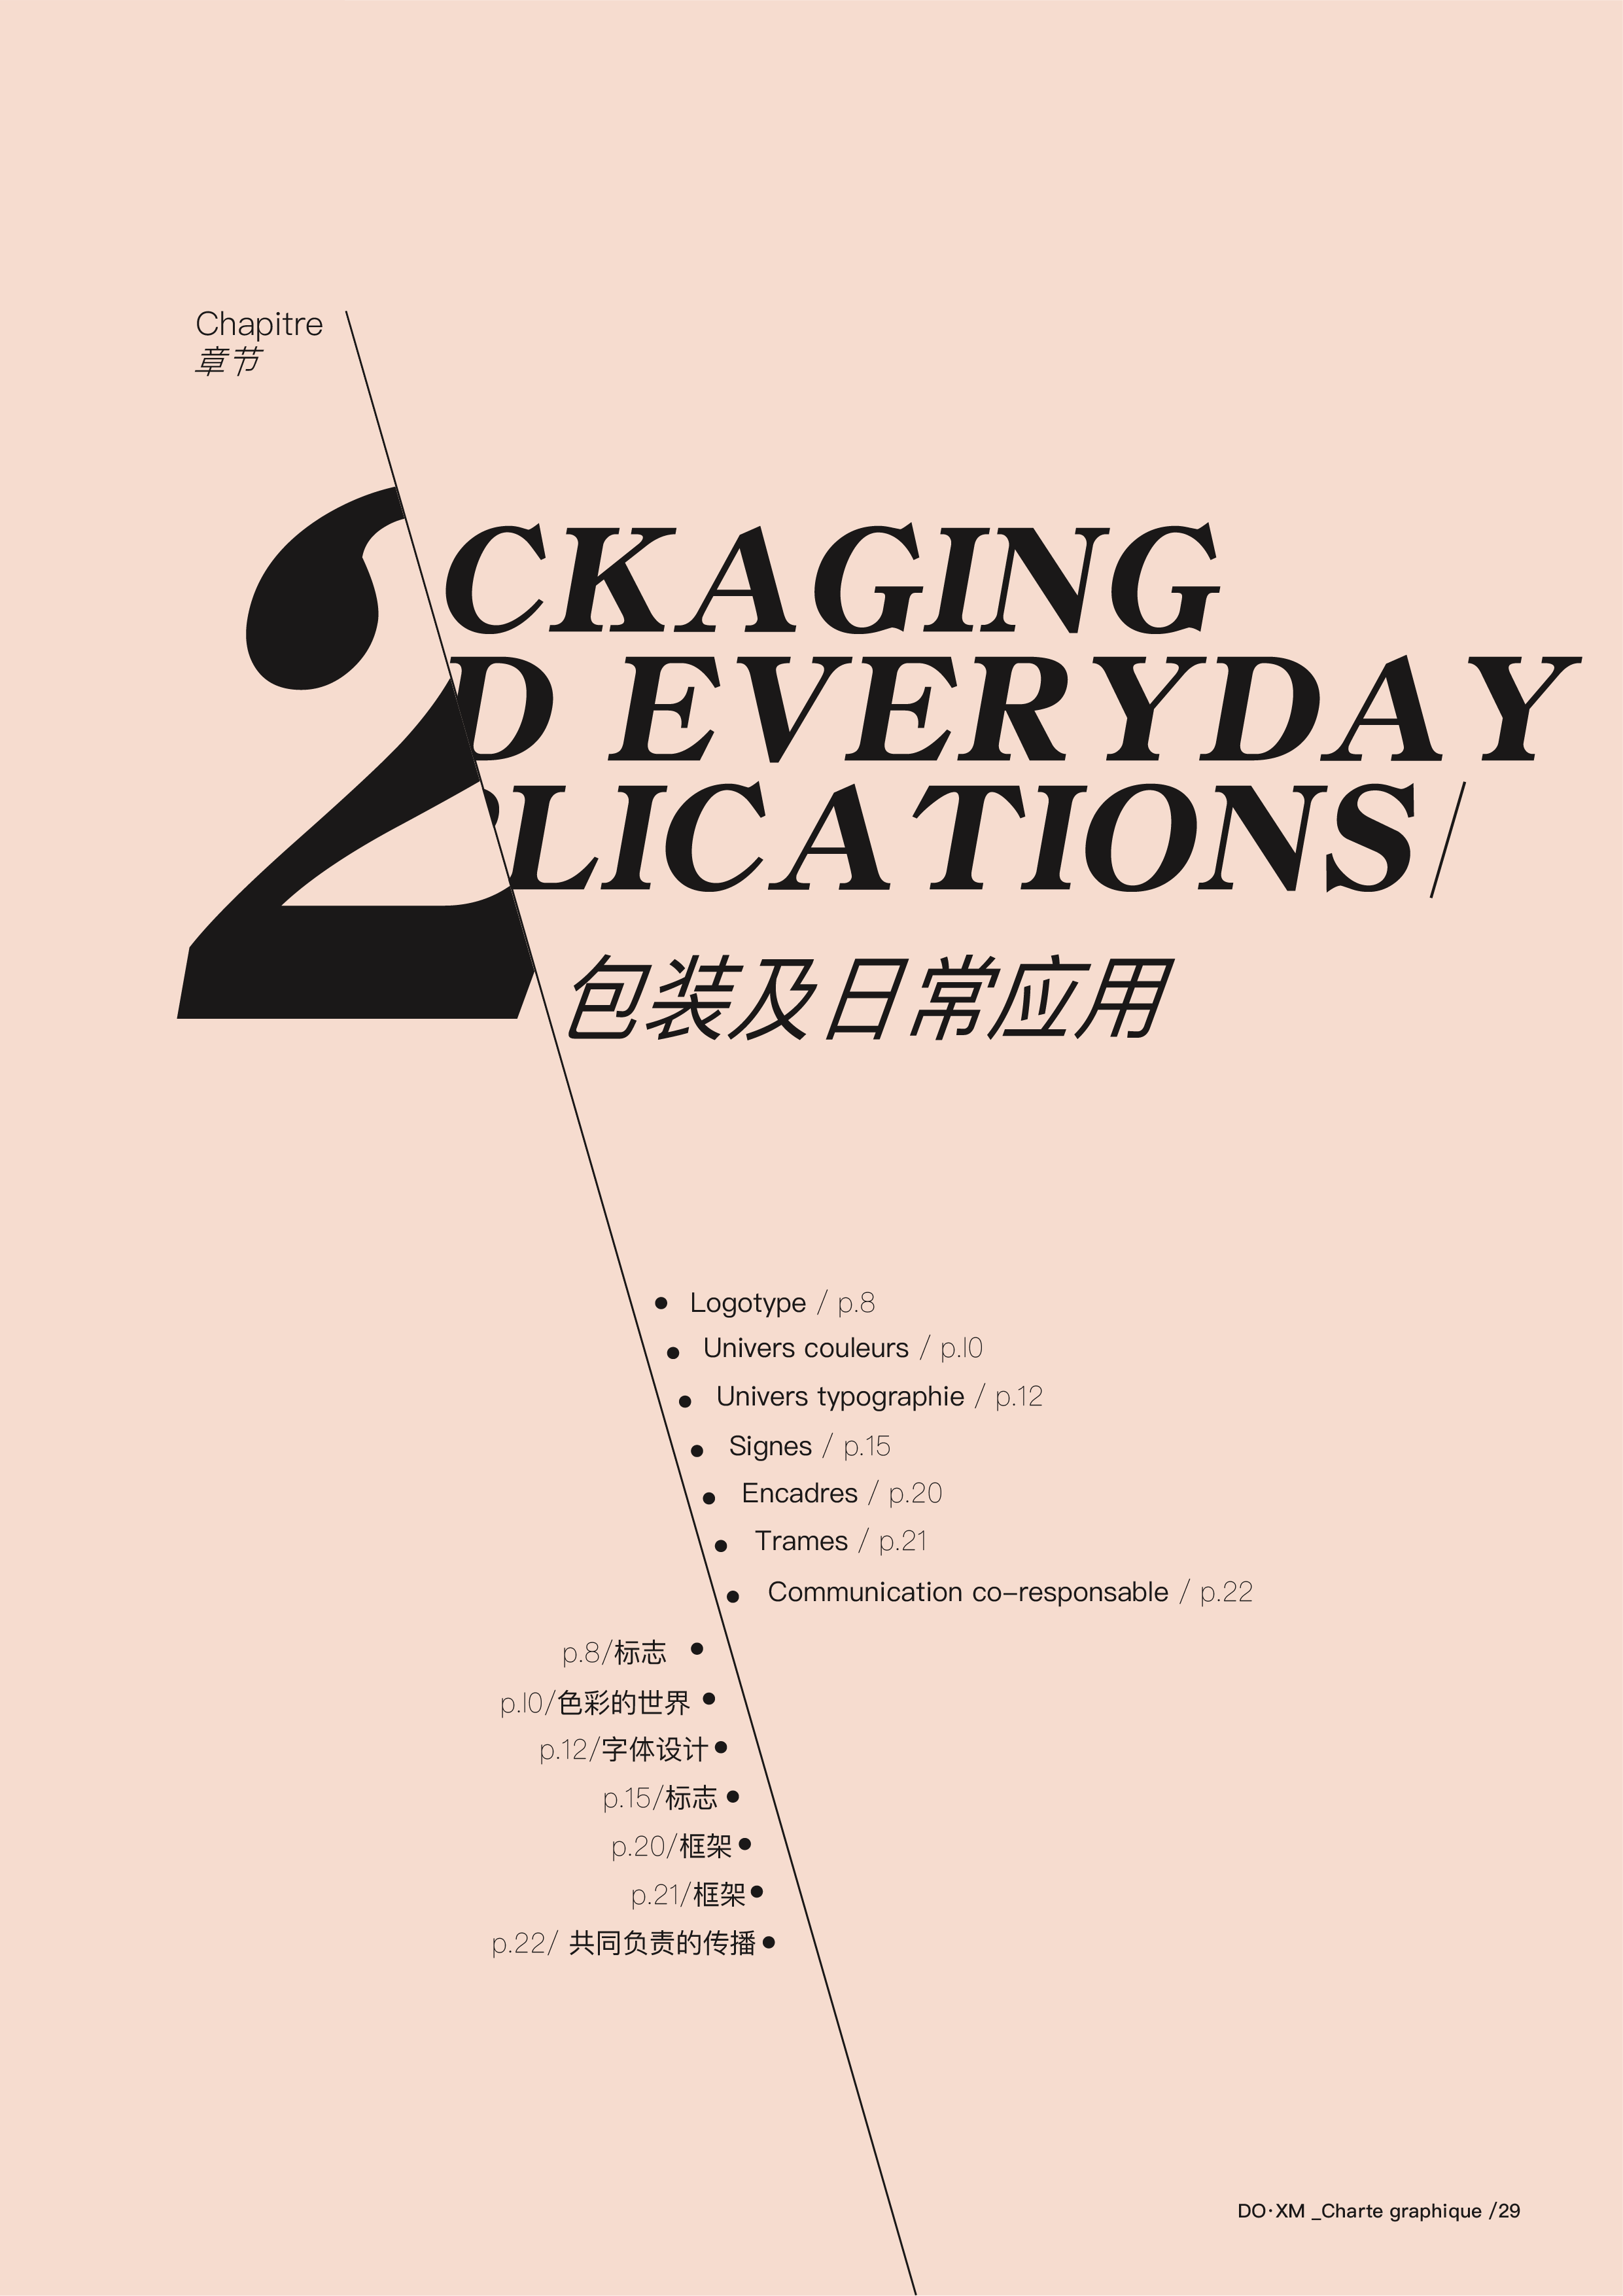 Chapitre
章节
2
CKAGING
D EVERYDAY
PLICATIONS/
包装及日常应用
• Logotype / p.8
• Univers couleurs / p.10
• Univers typographie / p.12
• Signes / p.15
• Encadres / p.20
• Trames / p.21
• Communication co–responsable / p.22
p.8/标志 •
p.10/色彩的世界 •
p.12/字体设计 •
p.15/标志 •
p.20/框架 •
p.21/框架 •
p.22/ 共同负责的传播 •
DO·XM _Charte graphique /29